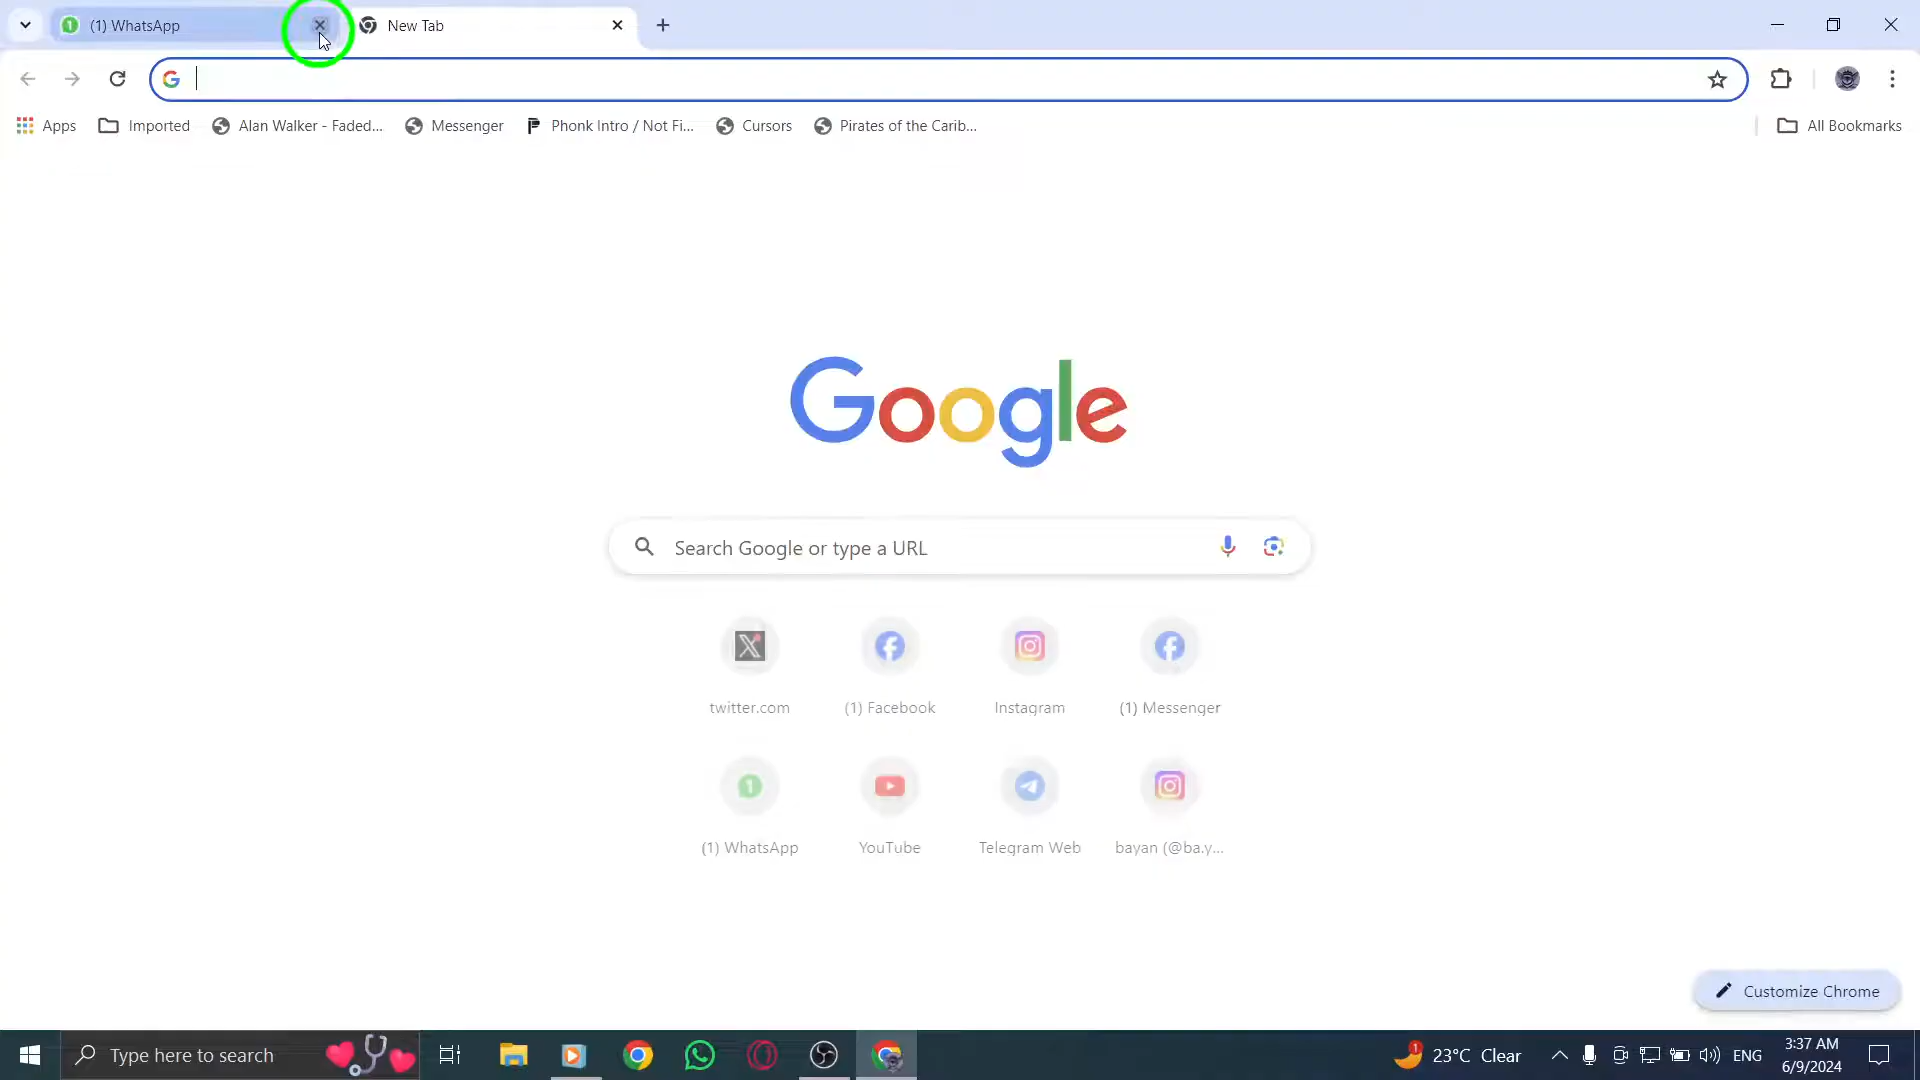 (1) WhatsApp
New Tab
Apps
Imported
Alan Walker - Faded...
Messenger
Phonk Intro / Not Fi...
Cursors
Pirates of the Carib...
All Bookmarks
Google
Search Google or type a URL
twitter.com
(1) Facebook
Instagram
(1) Messenger
(1) WhatsApp
YouTube
Telegram Web
bayan (@ba.y...
Customize Chrome
Type here to search
23°C Clear
ENG
3:37 AM
6/9/2024